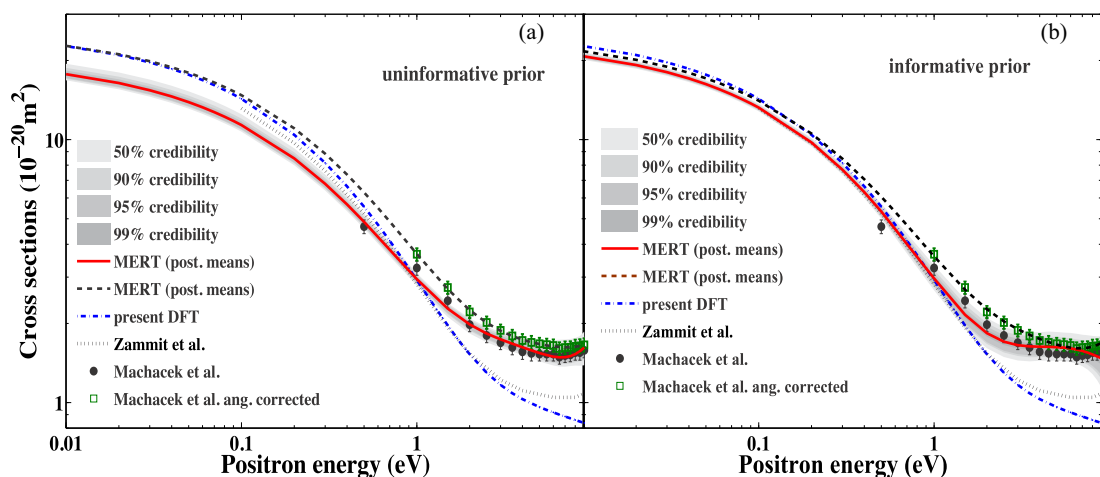 (a)
uninformative prior
Cross sections (10⁻²⁰m²)
10
1
50% credibility
90% credibility
95% credibility
99% credibility
MERT (post. means)
MERT (post. means)
present DFT
Zammit et al.
Machacek et al.
Machacek et al. ang. corrected
0.01
0.1
1
Positron energy (eV)
(b)
informative prior
50% credibility
90% credibility
95% credibility
99% credibility
MERT (post. means)
MERT (post. means)
present DFT
Zammit et al.
Machacek et al.
Machacek et al. ang. corrected
0.1
1
Positron energy (eV)